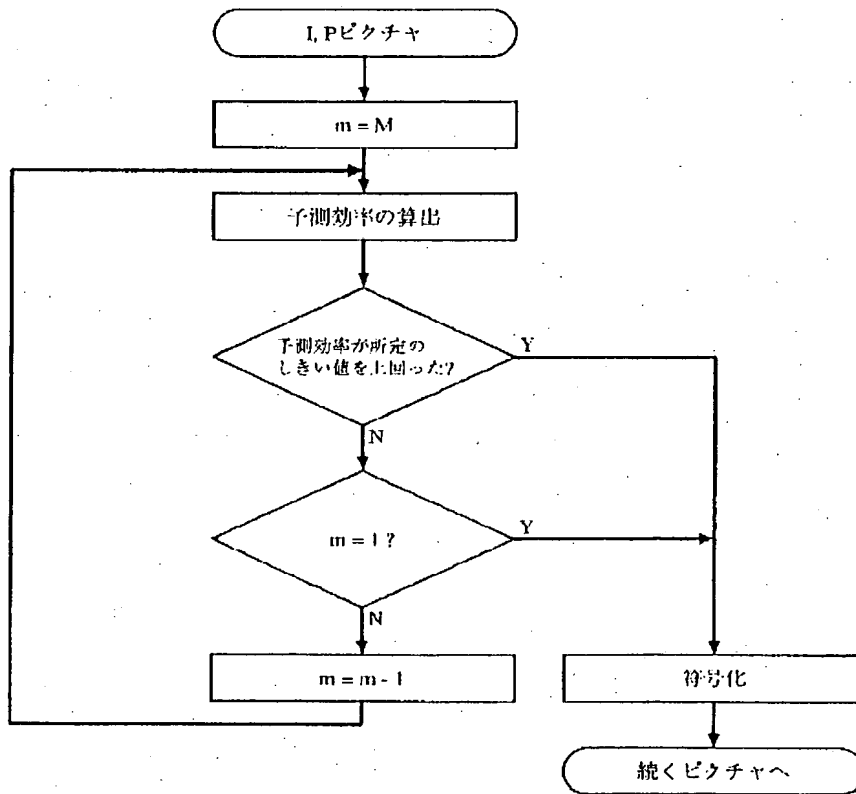 I, Pピクチャ
m = M
予測効率の算出
予測効率が所定の
しきい値を上回った?
Y
N
m = 1 ?
Y
N
m = m - 1
符号化
続くピクチャへ